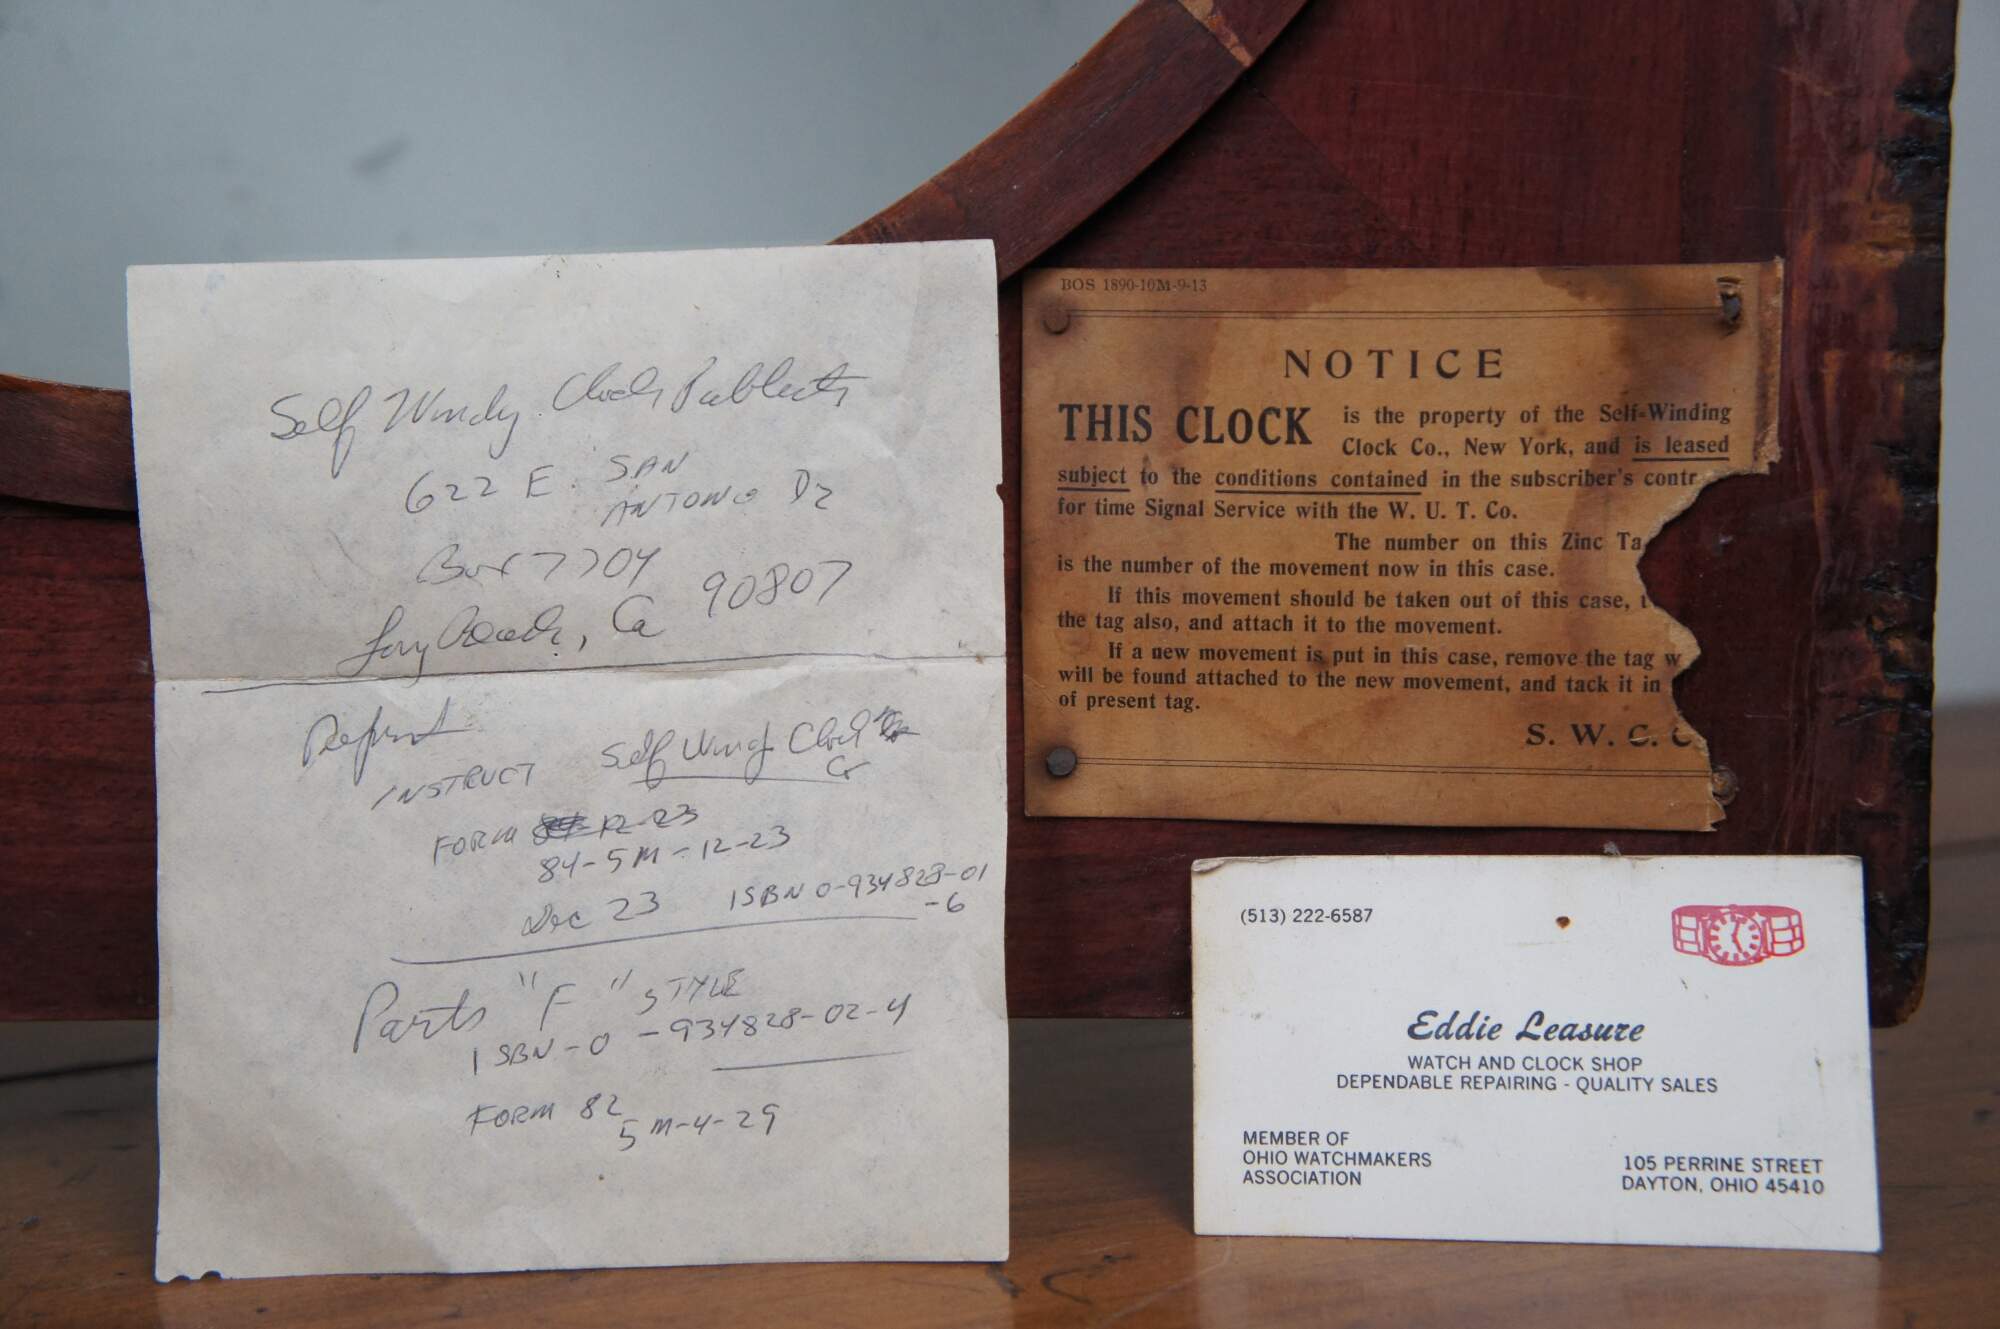 Self Windg Clock Publicats
622 E. SAN
ANTONIO Dr
Box 7704
Long Beach, Ca 90807
Reprint
INSTRUCT Self Windg Clock
Co
FORM 12-23
84-5M-12-23
Dec 23 ISBN 0-934828-01
-6
Parts "F" STYLE
ISBN-0-934828-02-4
FORM 82
5M-4-29
BOS 1890-10M-9-13
NOTICE
THIS CLOCK is the property of the Self-Winding
Clock Co., New York, and is leased
subject to the conditions contained in the subscriber's contr
for time Signal Service with the W. U. T. Co.
The number on this Zinc Ta
is the number of the movement now in this case.
If this movement should be taken out of this case, t
the tag also, and attach it to the movement.
If a new movement is put in this case, remove the tag w
will be found attached to the new movement, and tack it in
of present tag.
S. W. C. C
(513) 222-6587
Eddie Leasure
WATCH AND CLOCK SHOP
DEPENDABLE REPAIRING - QUALITY SALES
MEMBER OF
OHIO WATCHMAKERS
ASSOCIATION
105 PERRINE STREET
DAYTON, OHIO 45410